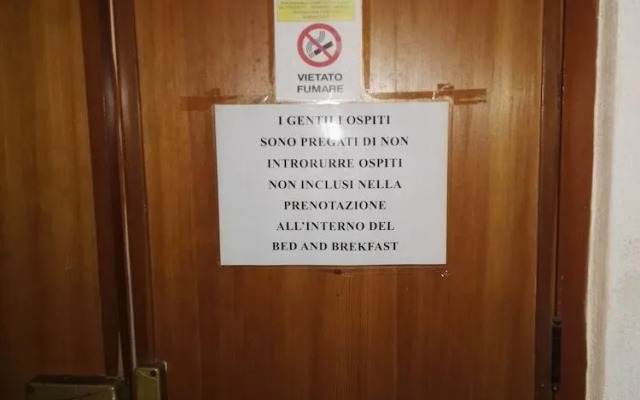 VIETATO
FUMARE
I GENTILI OSPITI
SONO PREGATI DI NON
INTRORURRE OSPITI
NON INCLUSI NELLA
PRENOTAZIONE
ALL'INTERNO DEL
BED AND BREKFAST